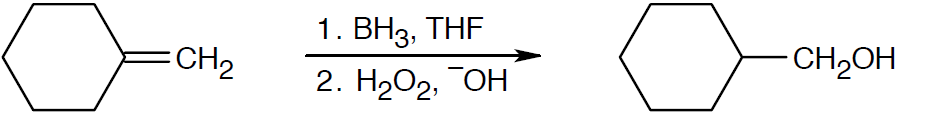 1. BH₃, THF
CH₂
CH₂OH
2. H₂O₂, ⁻OH